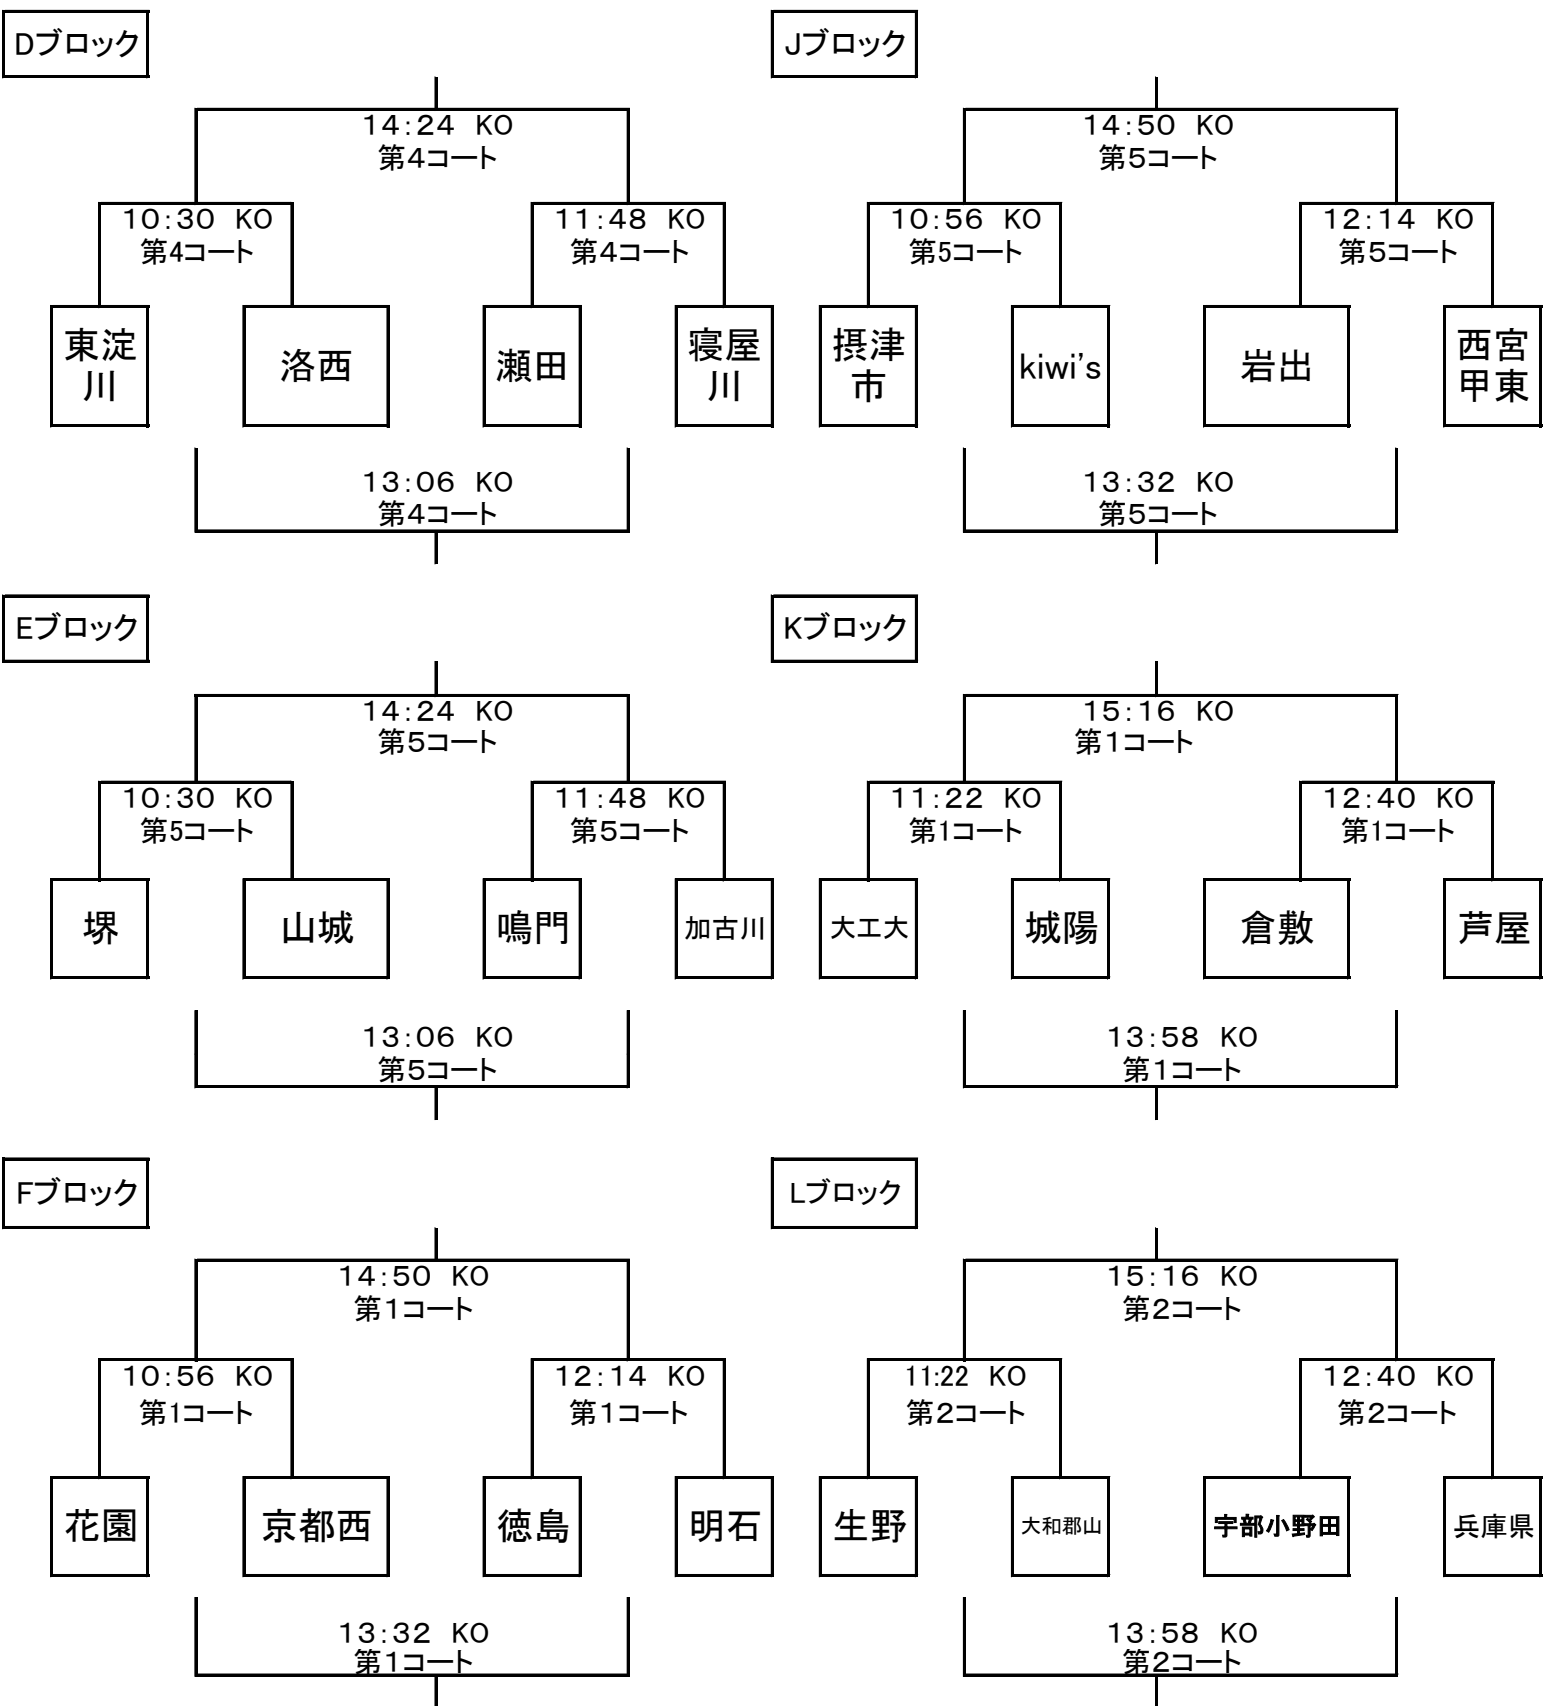 Dブロック
14:24 KO
第4コート
10:30 KO
第4コート
11:48 KO
第4コート
東淀
川
洛西
瀬田
寝屋
川
13:06 KO
第4コート
Jブロック
14:50 KO
第5コート
10:56 KO
第5コート
12:14 KO
第5コート
摂津
市
kiwi's
岩出
西宮
甲東
13:32 KO
第5コート
Eブロック
14:24 KO
第5コート
10:30 KO
第5コート
11:48 KO
第5コート
堺
山城
鳴門
加古川
13:06 KO
第5コート
Kブロック
15:16 KO
第1コート
11:22 KO
第1コート
12:40 KO
第1コート
大工大
城陽
倉敷
芦屋
13:58 KO
第1コート
Fブロック
14:50 KO
第1コート
10:56 KO
第1コート
12:14 KO
第1コート
花園
京都西
徳島
明石
13:32 KO
第1コート
Lブロック
15:16 KO
第2コート
11:22 KO
第2コート
12:40 KO
第2コート
生野
大和郡山
宇部小野田
兵庫県
13:58 KO
第2コート